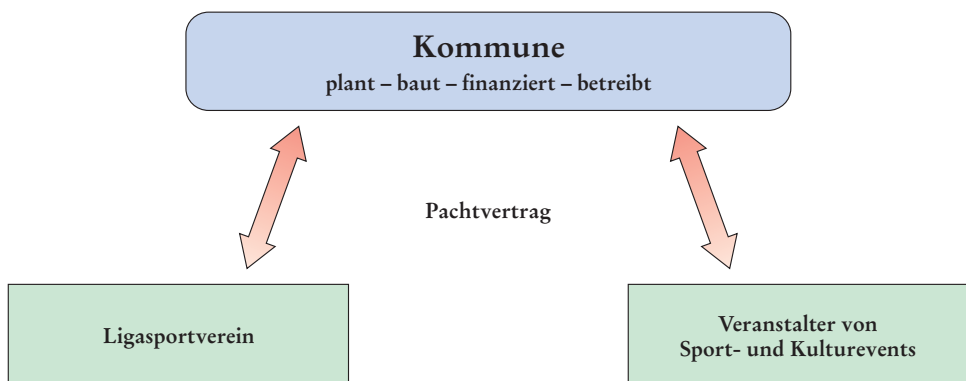 Kommune
plant – baut – finanziert – betreibt
Pachtvertrag
Ligasportverein
Veranstalter von
Sport- und Kulturevents